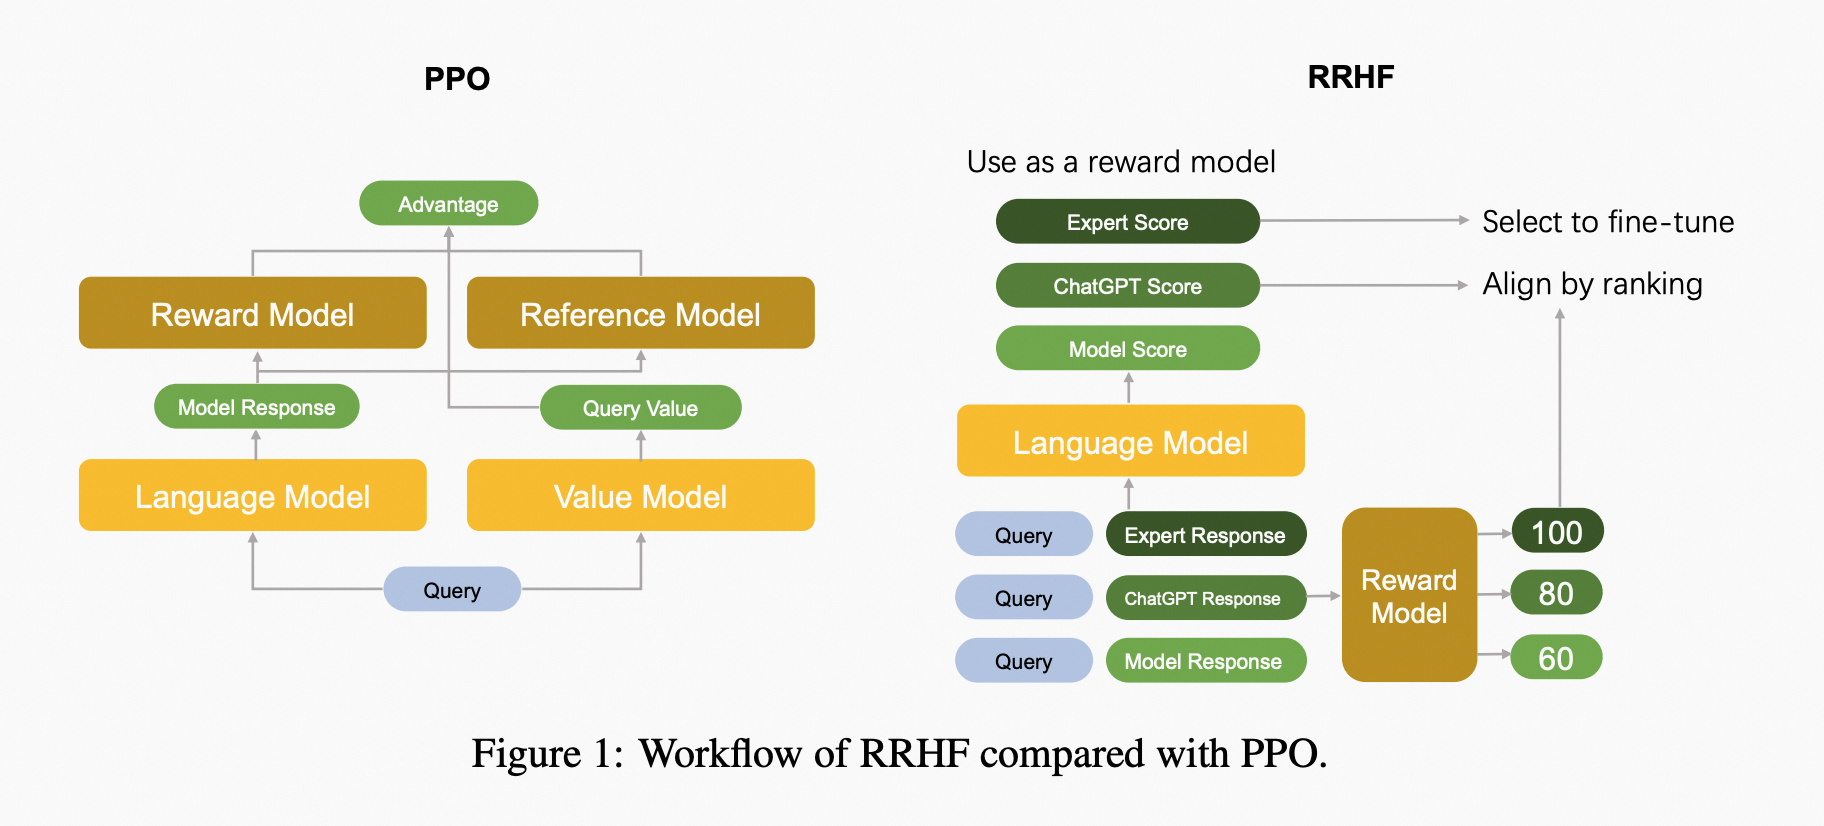 PPO
Advantage
Reward Model
Reference Model
Model Response
Query Value
Language Model
Value Model
Query
RRHF
Use as a reward model
Expert Score
Select to fine-tune
ChatGPT Score
Align by ranking
Model Score
Language Model
Query
Expert Response
Query
ChatGPT Response
Query
Model Response
Reward
Model
100
80
60
Figure 1: Workflow of RRHF compared with PPO.